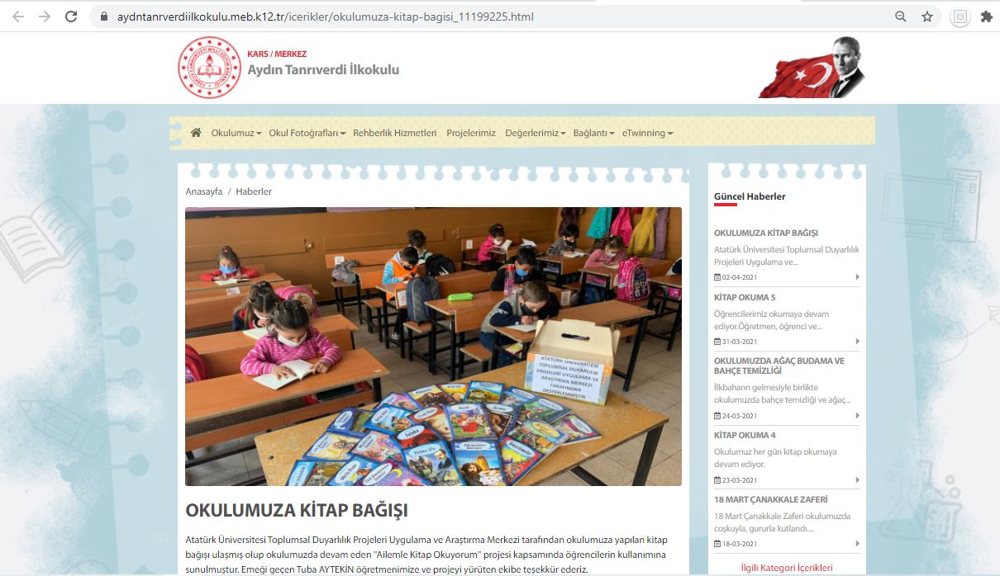 aydntanrıverdiilkokulu.meb.k12.tr/icerikler/okulumuza-kitap-bagisi_11199225.html
KARS / MERKEZ
Aydın Tanrıverdi İlkokulu
Okulumuz Okul Fotoğrafları Rehberlik Hizmetleri Projelerimiz Değerlerimiz Bağlantı eTwinning
Anasayfa / Haberler
ATATÜRK ÜNİVERSİTESİ
TOPLUMSAL DUYARLILIK
PROJELERİ UYGULAMA VE
ARAŞTIRMA MERKEZİ
TARAFINDAN
DESTEKLENMİŞTİR.
OKULUMUZA KİTAP BAĞIŞI
Atatürk Üniversitesi Toplumsal Duyarlılık Projeleri Uygulama ve Araştırma Merkezi tarafından okulumuza yapılan kitap
bağışı ulaşmış olup okulumuzda devam eden "Ailemle Kitap Okuyorum" projesi kapsamında öğrencilerin kullanımına
sunulmuştur. Emeği geçen Tuba AYTEKİN öğretmenimize ve projeyi yürüten ekibe teşekkür ederiz.
Güncel Haberler
OKULUMUZA KİTAP BAĞIŞI
Atatürk Üniversitesi Toplumsal Duyarlılık
Projeleri Uygulama ve...
02-04-2021
KİTAP OKUMA 5
Öğrencilerimiz okumaya devam
ediyor.Öğretmen, öğrenci ve...
31-03-2021
OKULUMUZDA AĞAÇ BUDAMA VE
BAHÇE TEMİZLİĞİ
İlkbaharın gelmesiyle birlikte
okulumuzda bahçe temizliği ve ağaç...
24-03-2021
KİTAP OKUMA 4
Okulumuz her gün kitap okumaya
devam ediyor.
23-03-2021
18 MART ÇANAKKALE ZAFERİ
18 Mart Çanakkale Zaferi okulumuzda
coşkuyla, gururla kutlandı....
18-03-2021
İlgili Kategori İçerikleri